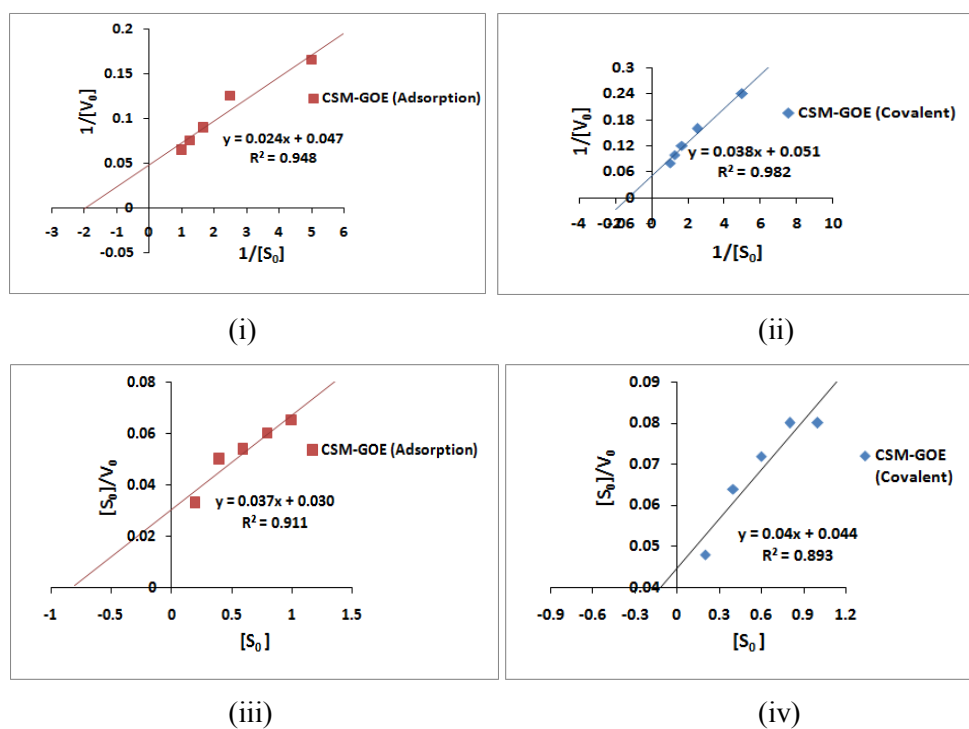 0.2
0.15
0.1
0.05
0
-0.05
-3 -2 -1 0 1 2 3 4 5 6
1/[V₀]
1/[S₀]
CSM-GOE (Adsorption)
y = 0.024x + 0.047
R² = 0.948
(i)
0.3
0.24
0.18
0.12
0.06
0
-0.06
-4 -2 0 2 4 6 8 10
1/[V₀]
1/[S₀]
CSM-GOE (Covalent)
y = 0.038x + 0.051
R² = 0.982
(ii)
0.08
0.06
0.04
0.02
0
-1 -0.5 0 0.5 1 1.5
[S₀]/V₀
[S₀]
CSM-GOE (Adsorption)
y = 0.037x + 0.030
R² = 0.911
(iii)
0.09
0.08
0.07
0.06
0.05
0.04
-0.9 -0.6 -0.3 0 0.3 0.6 0.9 1.2
[S₀]/V₀
[S₀]
CSM-GOE
(Covalent)
y = 0.04x + 0.044
R² = 0.893
(iv)